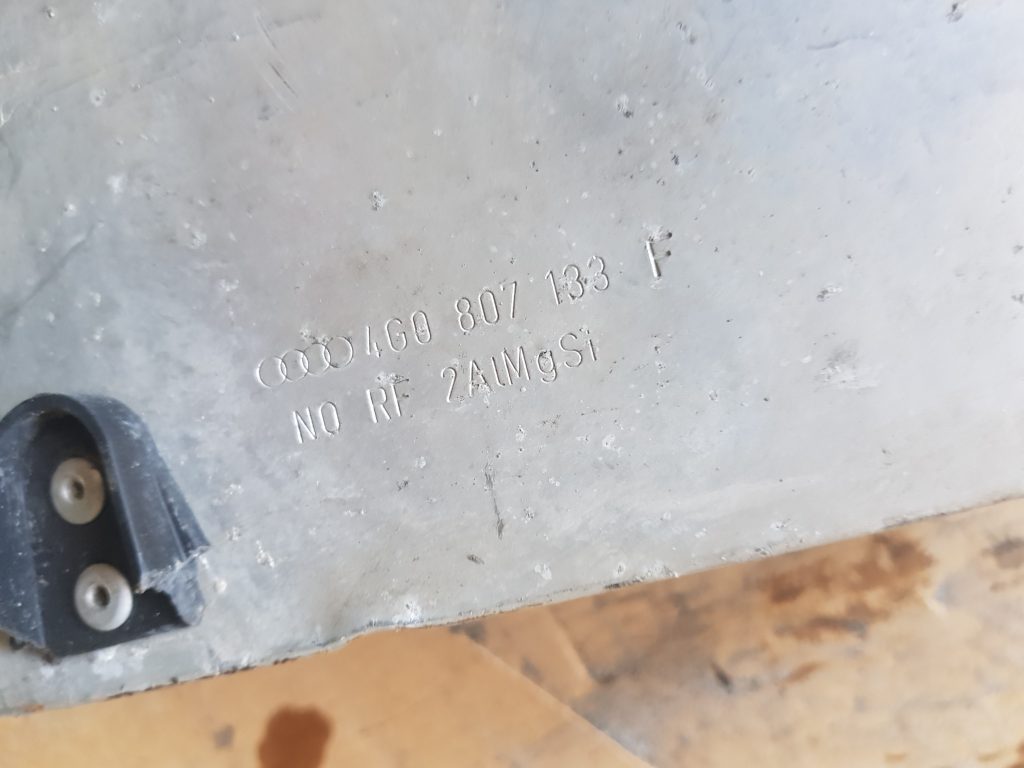 4G0 807 133 F
NO RF 2AlMgSi